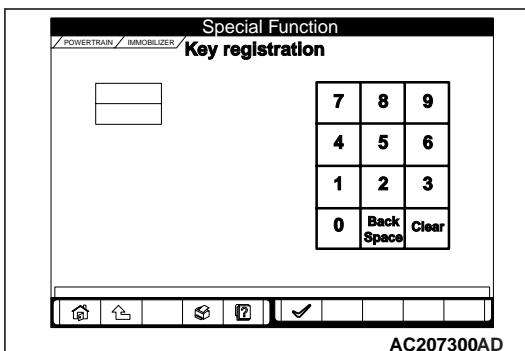 Special Function
POWERTRAIN IMMOBILIZER Key registration
7 8 9
4 5 6
1 2 3
0 Back Space Clear
?
AC207300AD